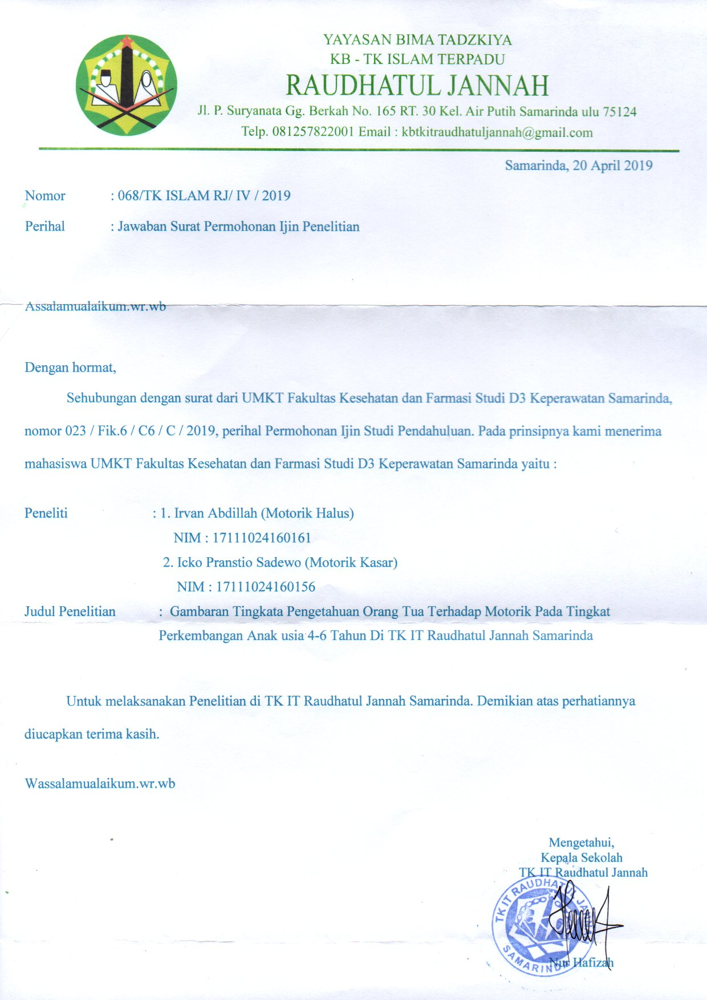 YAYASAN BIMA TADZKIYA
KB - TK ISLAM TERPADU
RAUDHATUL JANNAH
Jl. P. Suryanata Gg. Berkah No. 165 RT. 30 Kel. Air Putih Samarinda ulu 75124
Telp. 081257822001 Email : kbtkitraudhatuljannah@gmail.com
Samarinda, 20 April 2019
Nomor : 068/TK ISLAM RJ/ IV / 2019
Perihal : Jawaban Surat Permohonan Ijin Penelitian
Assalamualaikum.wr.wb
Dengan hormat,
Sehubungan dengan surat dari UMKT Fakultas Kesehatan dan Farmasi Studi D3 Keperawatan Samarinda,
nomor 023 / Fik.6 / C6 / C / 2019, perihal Permohonan Ijin Studi Pendahuluan. Pada prinsipnya kami menerima
mahasiswa UMKT Fakultas Kesehatan dan Farmasi Studi D3 Keperawatan Samarinda yaitu :
Peneliti : 1. Irvan Abdillah (Motorik Halus)
NIM : 17111024160161
2. Icko Pranstio Sadewo (Motorik Kasar)
NIM : 17111024160156
Judul Penelitian : Gambaran Tingkata Pengetahuan Orang Tua Terhadap Motorik Pada Tingkat
Perkembangan Anak usia 4-6 Tahun Di TK IT Raudhatul Jannah Samarinda
Untuk melaksanakan Penelitian di TK IT Raudhatul Jannah Samarinda. Demikian atas perhatiannya
diucapkan terima kasih.
Wassalamualaikum.wr.wb
Mengetahui,
Kepala Sekolah
TK IT Raudhatul Jannah
TK IT RAUDHATUL
SAMARINDA
Nur Hafizah